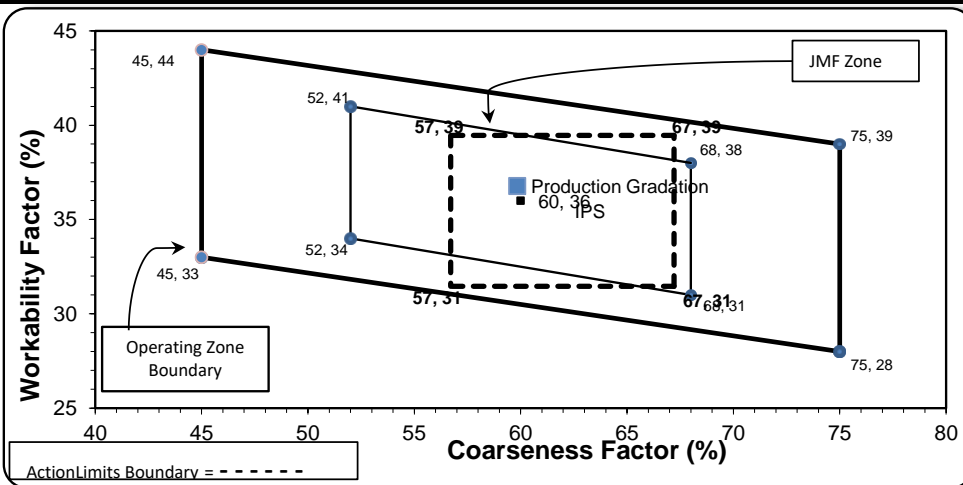 45
40
35
30
25
Workability Factor (%)
45, 44
52, 41
57, 39
67, 39
JMF Zone
75, 39
68, 38
Production Gradation
60, 36
IPS
52, 34
45, 33
57, 31
67, 31
68, 31
75, 28
Operating Zone
Boundary
40 45 50 55 60 65 70 75 80
Coarseness Factor (%)
ActionLimits Boundary =